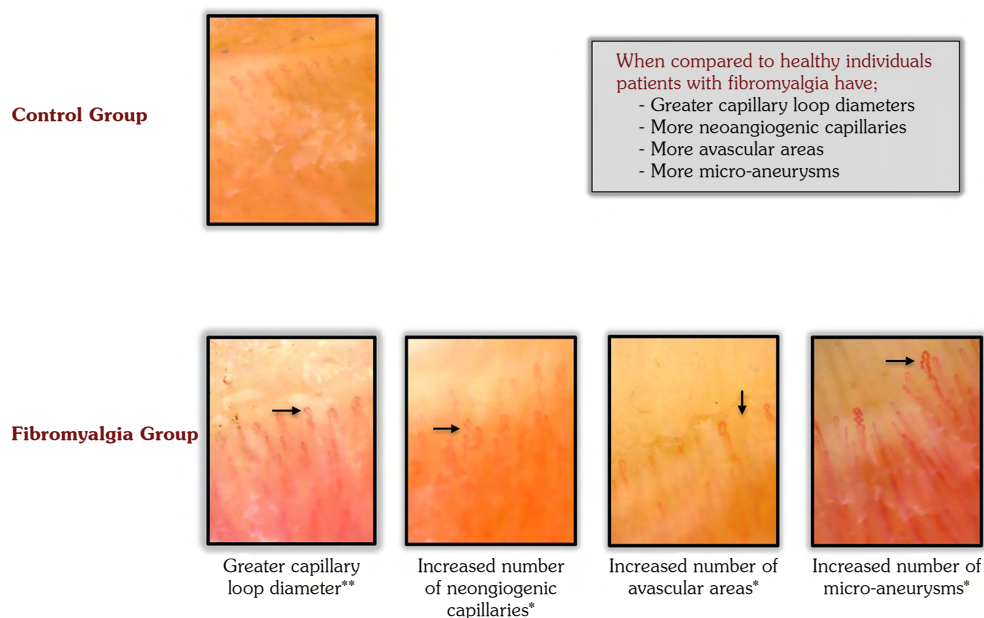 Control Group
When compared to healthy individuals
patients with fibromyalgia have;
- Greater capillary loop diameters
- More neoangiogenic capillaries
- More avascular areas
- More micro-aneurysms
Fibromyalgia Group
Greater capillary
loop diameter**
Increased number
of neongiogenic
capillaries*
Increased number of
avascular areas*
Increased number of
micro-aneurysms*